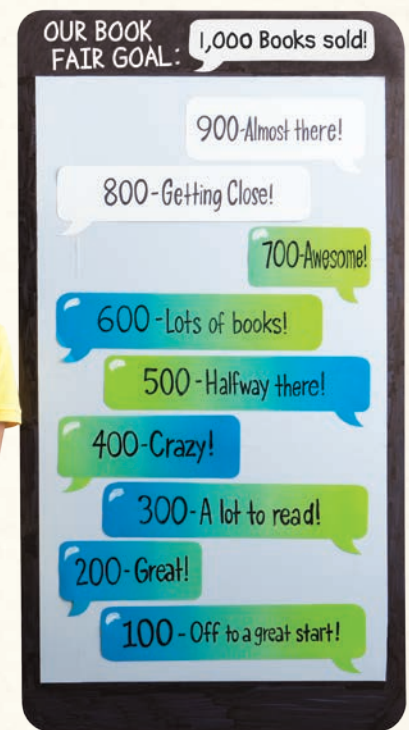 OUR BOOK
FAIR GOAL:
1,000 Books sold!
900-Almost there!
800-Getting Close!
700-Awesome!
600-Lots of books!
500-Halfway there!
400-Crazy!
300-A lot to read!
200-Great!
100-Off to a great start!